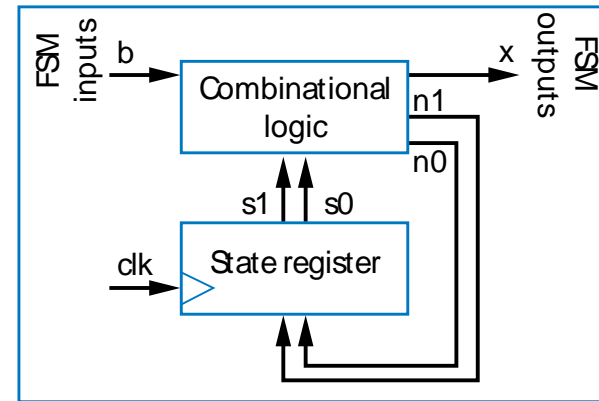 FSM
inputs
b
Combinational
logic
x
FSM
outputs
n1
n0
s1
s0
clk
State register